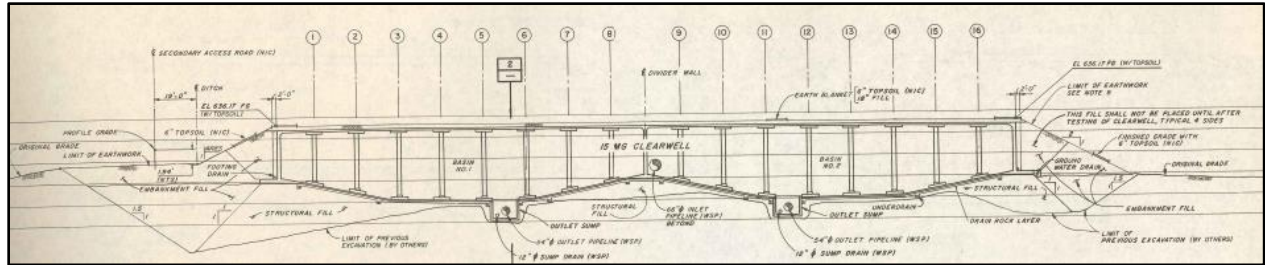 1
2
3
4
5
6
7
8
9
10
11
12
13
14
15
16
℄ SECONDARY ACCESS ROAD (NIC)
2
—
℄ DIVIDER WALL
EL 636.17 FG (W/TOPSOIL)
℄ DITCH
19'-0"
2'-0"
EL 636.17 FG
(W/TOPSOIL)
EARTH BLANKET
6" TOPSOIL (NIC)
18" FILL
2'-0"
LIMIT OF EARTHWORK
SEE NOTE
THIS FILL SHALL NOT BE PLACED UNTIL AFTER
TESTING OF CLEARWELL, TYPICAL 4 SIDES
PROFILE GRADE
6" TOPSOIL (NIC)
FINISHED GRADE WITH
6" TOPSOIL (NIC)
ORIGINAL GRADE
LIMIT OF EARTHWORK
15 MG CLEARWELL
BASIN
NO. 1
BASIN
NO. 2
GROUND
WATER DRAIN
ORIGINAL GRADE
(NTS)
FOOTING
DRAIN
EMBANKMENT FILL
STRUCTURAL FILL
1.5
1
STRUCTURAL FILL
STRUCTURAL
FILL
UNDERDRAIN
EMBANKMENT FILL
OUTLET SUMP
OUTLET SUMP
DRAIN ROCK LAYER
LIMIT OF PREVIOUS
EXCAVATION (BY OTHERS)
INLET
PIPELINE (WSP)
BEYOND
LIMIT OF
PREVIOUS EXCAVATION (BY OTHERS)
54" ϕ OUTLET PIPELINE (WSP)
54" ϕ OUTLET PIPELINE (WSP)
12" ϕ SUMP DRAIN (WSP)
12" ϕ SUMP DRAIN (WSP)